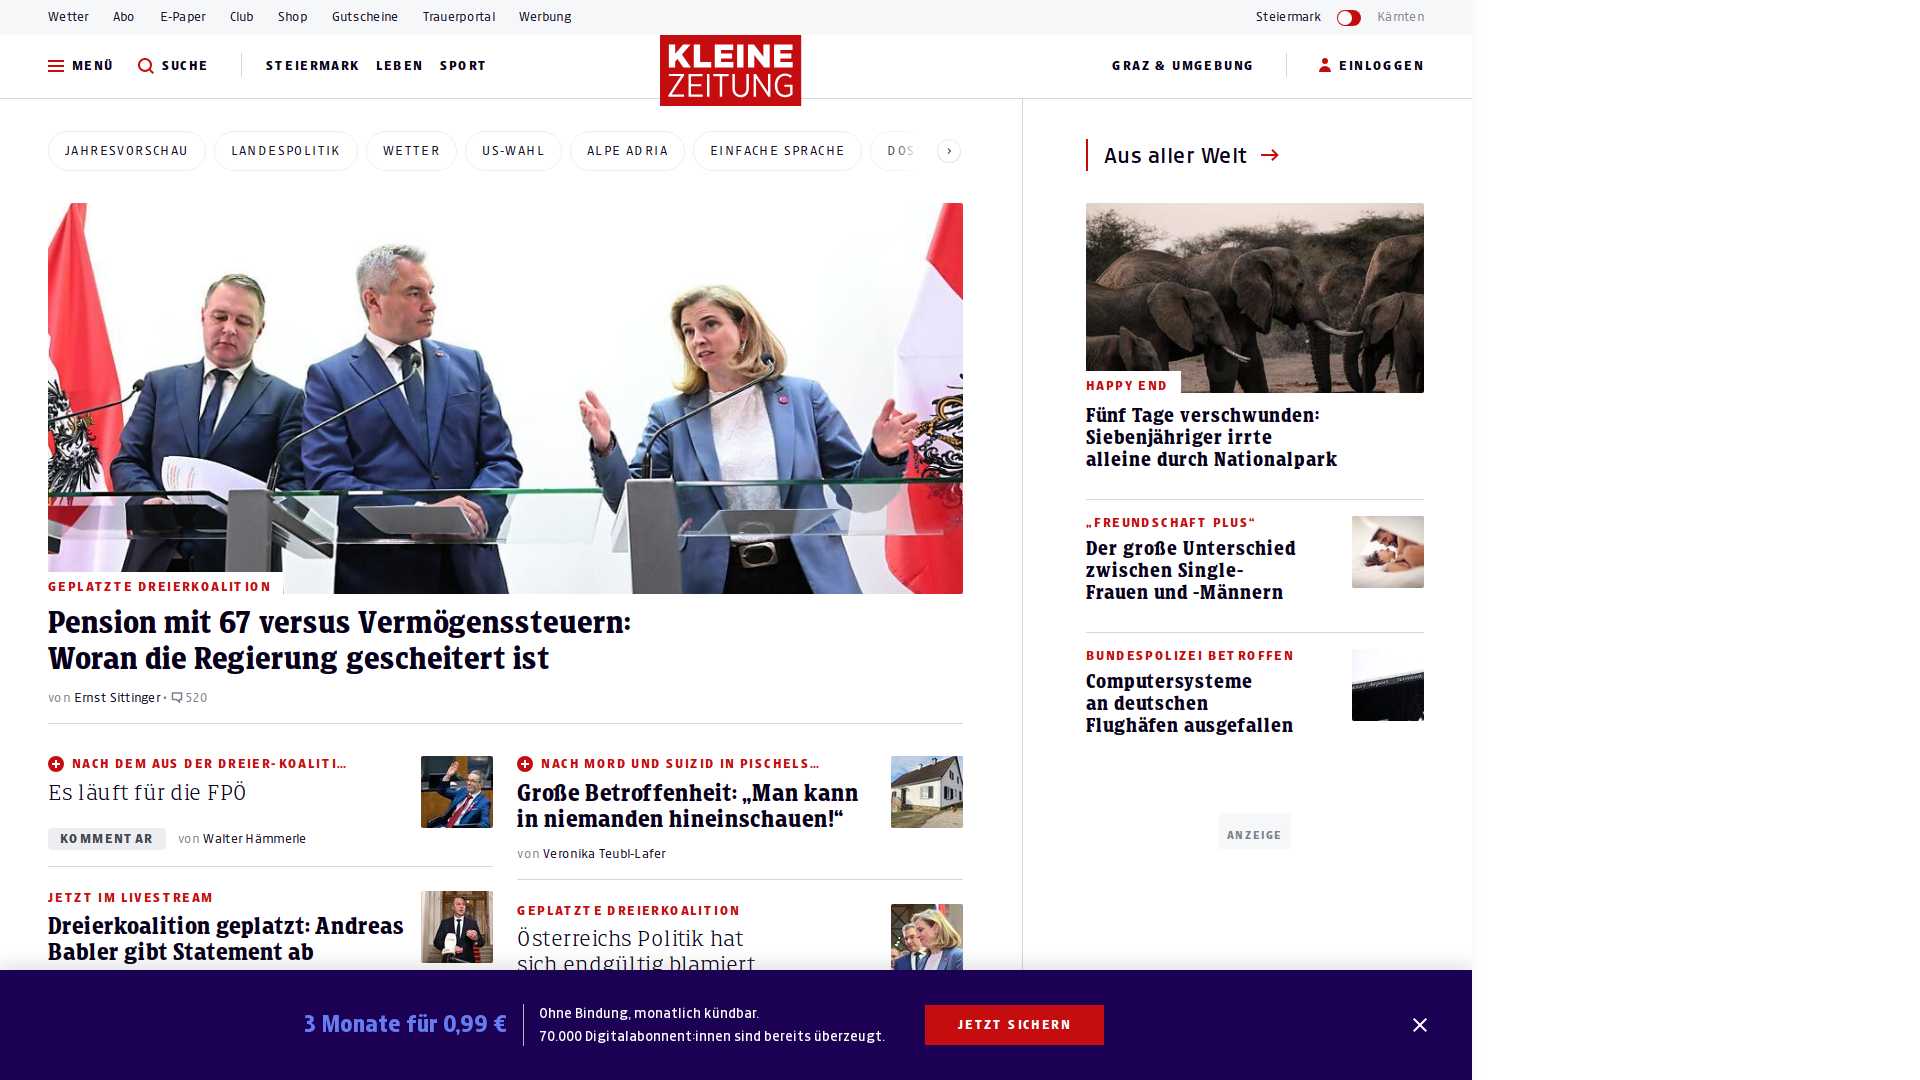 Wetter Abo E-Paper Club Shop Gutscheine Trauerportal Werbung Steiermark Kärnten
MENÜ SUCHE STEIERMARK LEBEN SPORT KLEINE ZEITUNG GRAZ & UMGEBUNG EINLOGGEN
JAHRESVORSCHAU LANDESPOLITIK WETTER US-WAHL ALPE ADRIA EINFACHE SPRACHE DOS
GEPLATZTE DREIERKOALITION
Pension mit 67 versus Vermögenssteuern:
Woran die Regierung gescheitert ist
von Ernst Sittinger • 520
NACH DEM AUS DER DREIER-KOALITI…
Es läuft für die FPÖ
KOMMENTAR von Walter Hämmerle
JETZT IM LIVESTREAM
Dreierkoalition geplatzt: Andreas
Babler gibt Statement ab
NACH MORD UND SUIZID IN PISCHELS…
Große Betroffenheit: „Man kann
in niemanden hineinschauen!“
von Veronika Teubl-Lafer
GEPLATZTE DREIERKOALITION
Österreichs Politik hat
sich endgültig blamiert
Aus aller Welt
HAPPY END
Fünf Tage verschwunden:
Siebenjähriger irrte
alleine durch Nationalpark
„FREUNDSCHAFT PLUS“
Der große Unterschied
zwischen Single-
Frauen und -Männern
BUNDESPOLIZEI BETROFFEN
Computersysteme
an deutschen
Flughäfen ausgefallen
ANZEIGE
3 Monate für 0,99 €
Ohne Bindung, monatlich kündbar.
70.000 Digitalabonnent:innen sind bereits überzeugt.
JETZT SICHERN